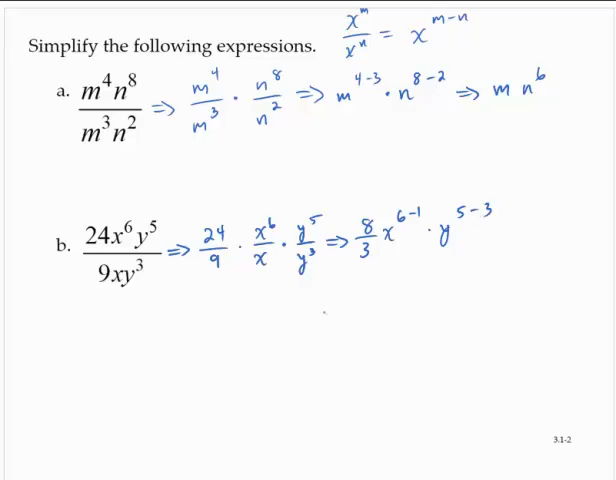 x^m/x^n = x^(m-n)
Simplify the following expressions.
a. m^4n^8/m^3n^2 ⇒ m^4/m^3 · n^8/n^2 ⇒ m^(4-3) · n^(8-2) ⇒ m n^6
b. 24x^6y^5/9xy^3 ⇒ 24/9 · x^6/x · y^5/y^3 ⇒ 8/3 x^(6-1) · y^(5-3)
3.1-2